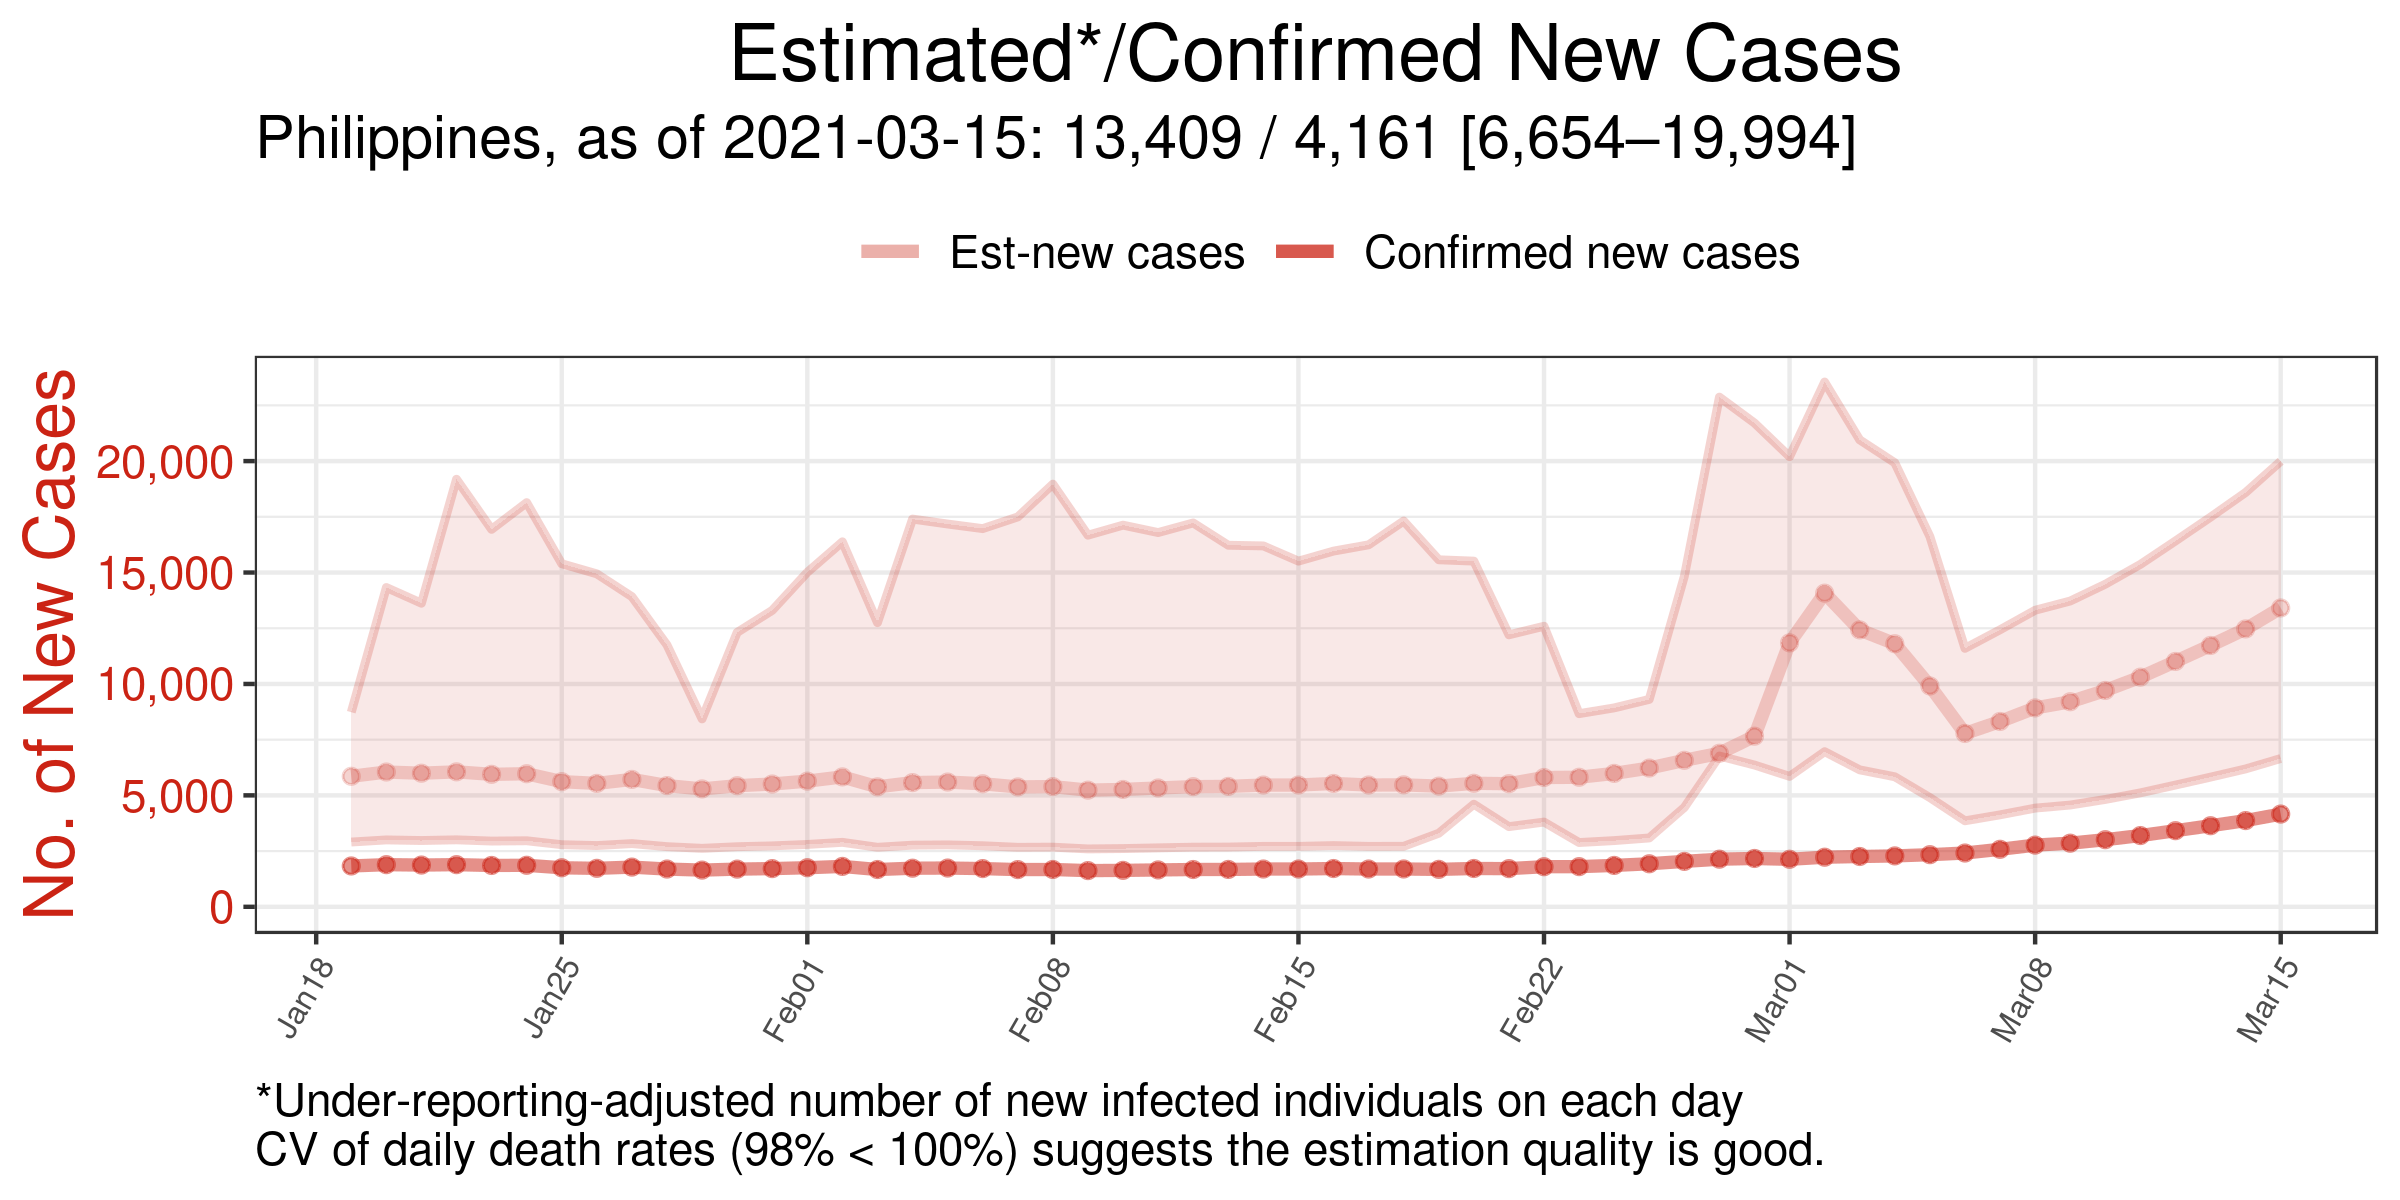 Estimated*/Confirmed New Cases
Philippines, as of 2021-03-15: 13,409 / 4,161 [6,654–19,994]
Est-new cases
Confirmed new cases
No. of New Cases
20,000
15,000
10,000
5,000
0
Jan18
Jan25
Feb01
Feb08
Feb15
Feb22
Mar01
Mar08
Mar15
*Under-reporting-adjusted number of new infected individuals on each day
CV of daily death rates (98% < 100%) suggests the estimation quality is good.